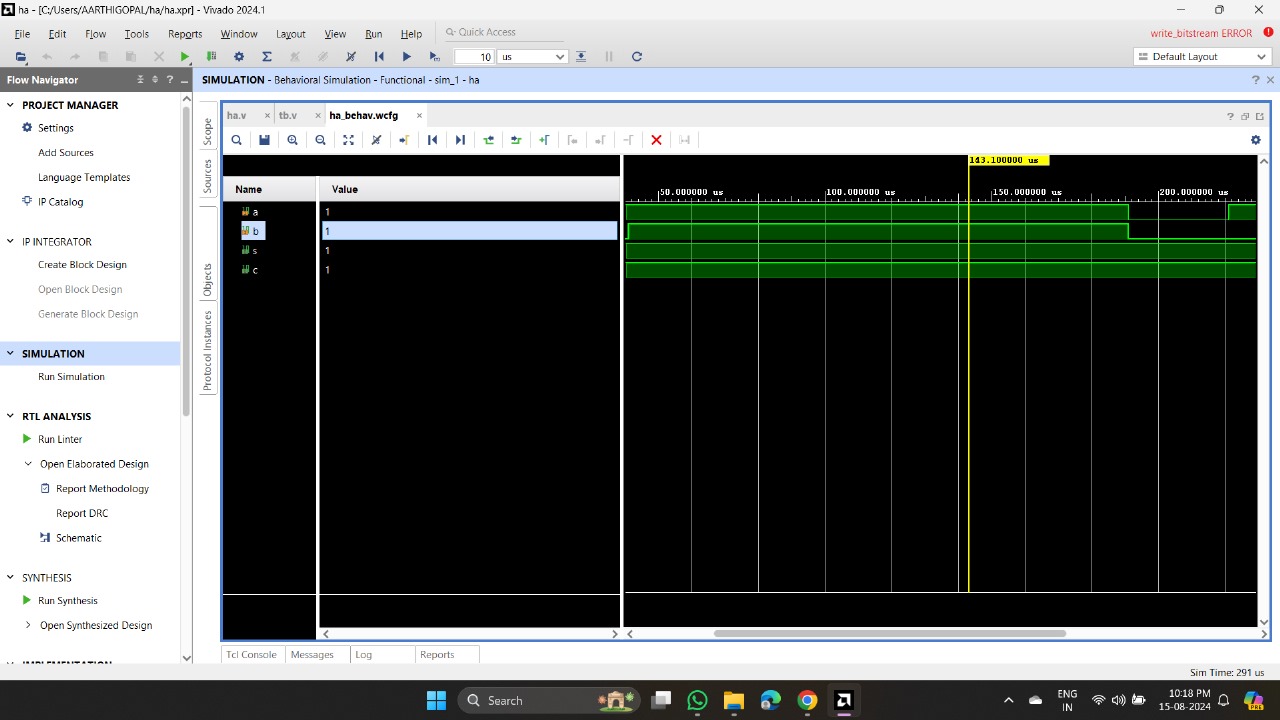 ha - [C:/Users/AARTHIGOPAL/ha/ha.xpr] - Vivado 2024.1
File Edit Flow Tools Reports Window Layout View Run Help Quick Access
write_bitstream ERROR
10 us
Default Layout
Flow Navigator
SIMULATION - Behavioral Simulation - Functional - sim_1 - ha
PROJECT MANAGER
Settings
Add Sources
Language Templates
IP Catalog
IP INTEGRATOR
Create Block Design
Open Block Design
Generate Block Design
SIMULATION
Run Simulation
RTL ANALYSIS
Run Linter
Open Elaborated Design
Report Methodology
Report DRC
Schematic
SYNTHESIS
Run Synthesis
Open Synthesized Design
IMPLEMENTATION
Scope
Sources
Objects
Protocol Instances
ha.v tb.v ha_behav.wcfg
Name Value
a 1
b 1
s 1
c 1
143.100000 us
50.000000 us 100.000000 us 150.000000 us 200.000000 us
Tcl Console Messages Log Reports
Sim Time: 291 us
Search
ENG
IN
10:18 PM
15-08-2024
PRE